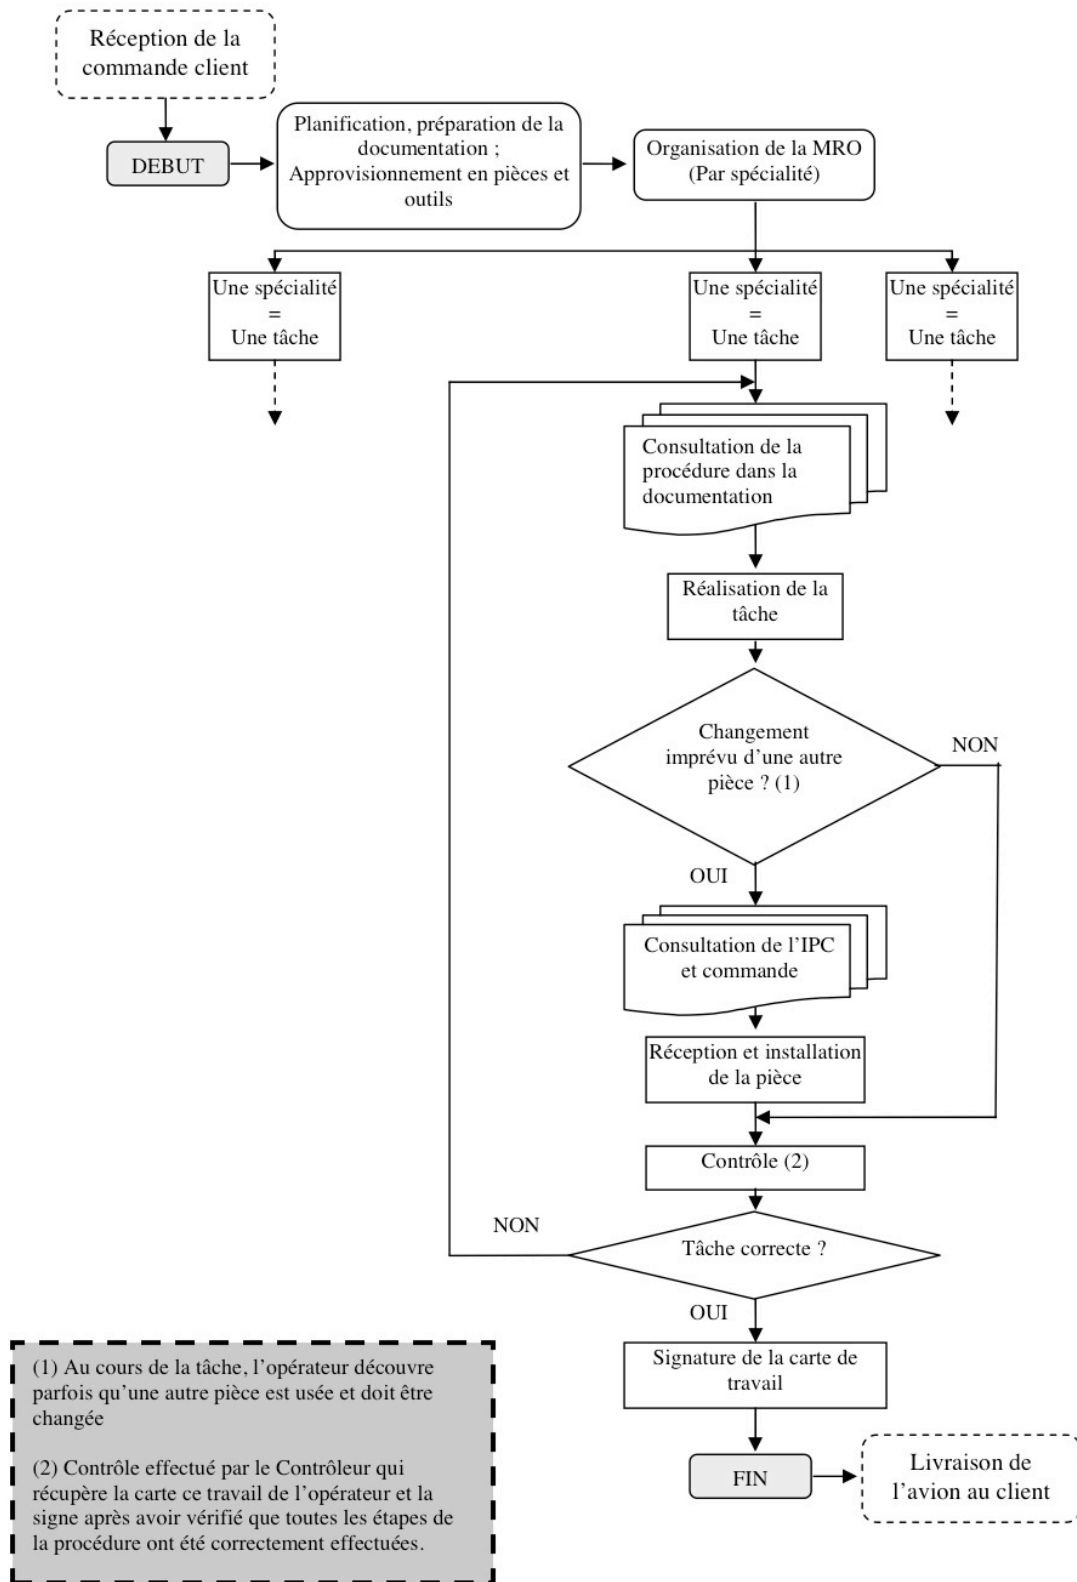 Réception de la
commande client
DEBUT
Planification, préparation de la
documentation ;
Approvisionnement en pièces et
outils
Organisation de la MRO
(Par spécialité)
Une spécialité
=
Une tâche
Une spécialité
=
Une tâche
Une spécialité
=
Une tâche
Consultation de la
procédure dans la
documentation
Réalisation de la
tâche
Changement
imprévu d’une autre
pièce ? (1)
NON
OUI
Consultation de l’IPC
et commande
Réception et installation
de la pièce
Contrôle (2)
NON
Tâche correcte ?
OUI
Signature de la carte de
travail
FIN
Livraison de
l’avion au client
(1) Au cours de la tâche, l’opérateur découvre
parfois qu’une autre pièce est usée et doit être
changée
(2) Contrôle effectué par le Contrôleur qui
récupère la carte ce travail de l’opérateur et la
signe après avoir vérifié que toutes les étapes de
la procédure ont été correctement effectuées.